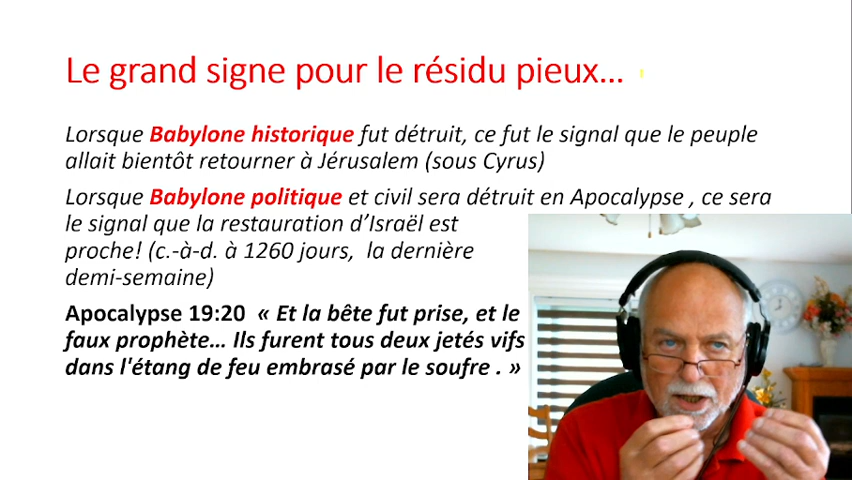 Le grand signe pour le résidu pieux…
Lorsque Babylone historique fut détruit, ce fut le signal que le peuple
allait bientôt retourner à Jérusalem (sous Cyrus)
Lorsque Babylone politique et civil sera détruit en Apocalypse , ce sera
le signal que la restauration d’Israël est
proche! (c.-à-d. à 1260 jours, la dernière
demi-semaine)
Apocalypse 19:20 « Et la bête fut prise, et le
faux prophète… Ils furent tous deux jetés vifs
dans l'étang de feu embrasé par le soufre . »